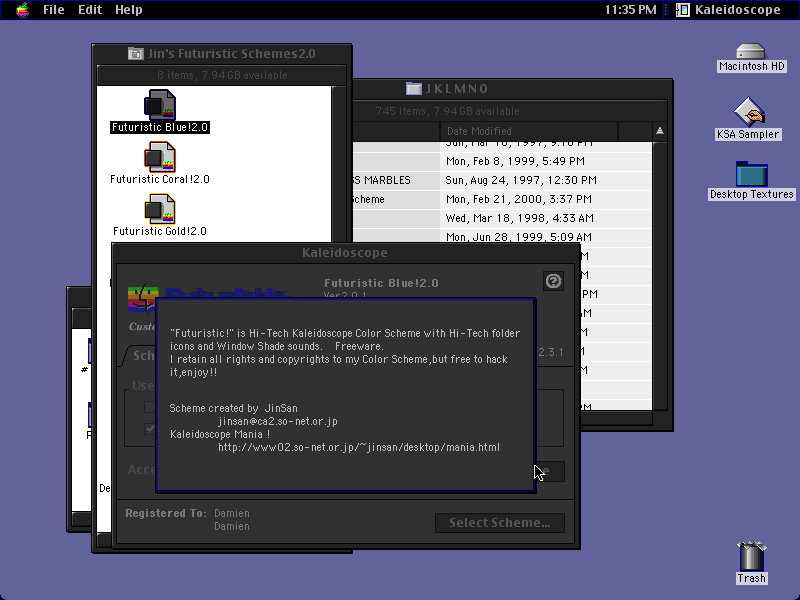 File Edit Help
11:35 PM
Kaleidoscope
Jin's Futuristic Schemes2.0
8 items, 7.94 GB available
Futuristic Blue!2.0
Futuristic Coral!2.0
Futuristic Gold!2.0
JKLMNO
745 items, 7.94 GB available
Date Modified
Mon, Feb 8, 1999, 5:49 PM
SS MARBLES
Sun, Aug 24, 1997, 12:30 PM
Scheme
Mon, Feb 21, 2000, 3:37 PM
Wed, Mar 18, 1998, 4:33 AM
Mon, Jun 28, 1999, 5:09 AM
PM
Macintosh HD
KSA Sampler
Desktop Textures
Trash
Kaleidoscope
Futuristic Blue!2.0
Ver2.0.1
Custo
Sch
2.3.1
Use
Acce
"Futuristic!" is Hi-Tech Kaleidoscope Color Scheme with Hi-Tech folder
icons and Window Shade sounds. Freeware.
I retain all rights and copyrights to my Color Scheme,but free to hack
it,enjoy!!
Scheme created by JinSan
jinsan@ca2.so-net.or.jp
Kaleidoscope Mania !
http://www02.so-net.or.jp/~jinsan/desktop/mania.html
Registered To: Damien
Damien
Select Scheme...
De